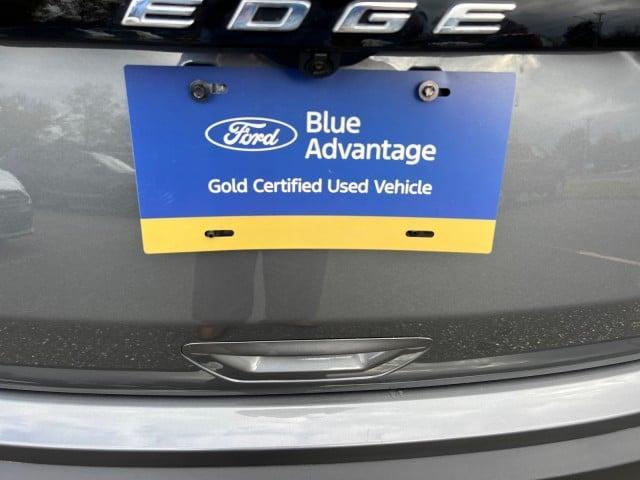 EDGE
Ford
Blue
Advantage
Gold Certified Used Vehicle